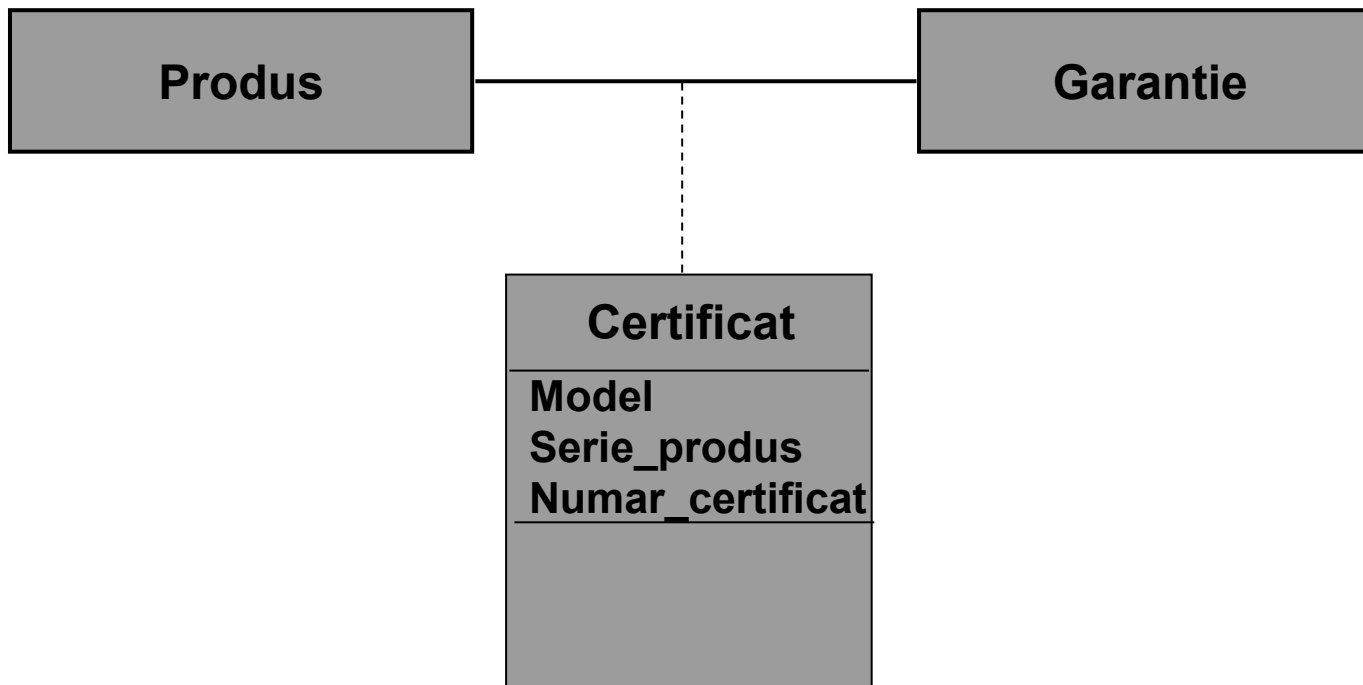 Produs
Garantie
Certificat
Model
Serie_produs
Numar_certificat